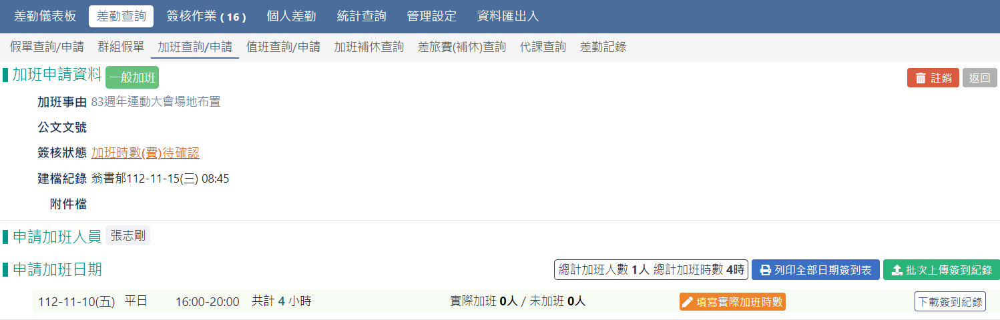 差勤儀表板 差勤查詢 簽核作業 ( 16 ) 個人差勤 統計查詢 管理設定 資料匯出入
假單查詢/申請 群組假單 加班查詢/申請 值班查詢/申請 加班補休查詢 差旅費(補休)查詢 代課查詢 差勤記錄
加班申請資料 一般加班 註銷 返回
加班事由 83週年運動大會場地布置
公文文號
簽核狀態 加班時數(費)待確認
建檔紀錄 翁書郁112-11-15(三) 08:45
附件檔
申請加班人員 張志剛
申請加班日期 總計加班人數 1人 總計加班時數 4時 列印全部日期簽到表 批次上傳簽到紀錄
112-11-10(五) 平日 16:00-20:00 共計 4 小時 實際加班 0人 / 未加班 0人 填寫實際加班時數 下載簽到紀錄